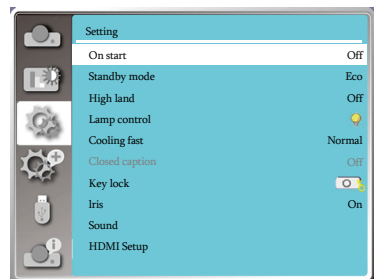 Setting
On start Off
Standby mode Eco
High land Off
Lamp control
Cooling fast Normal
Closed caption Off
Key lock
Iris On
Sound
HDMI Setup